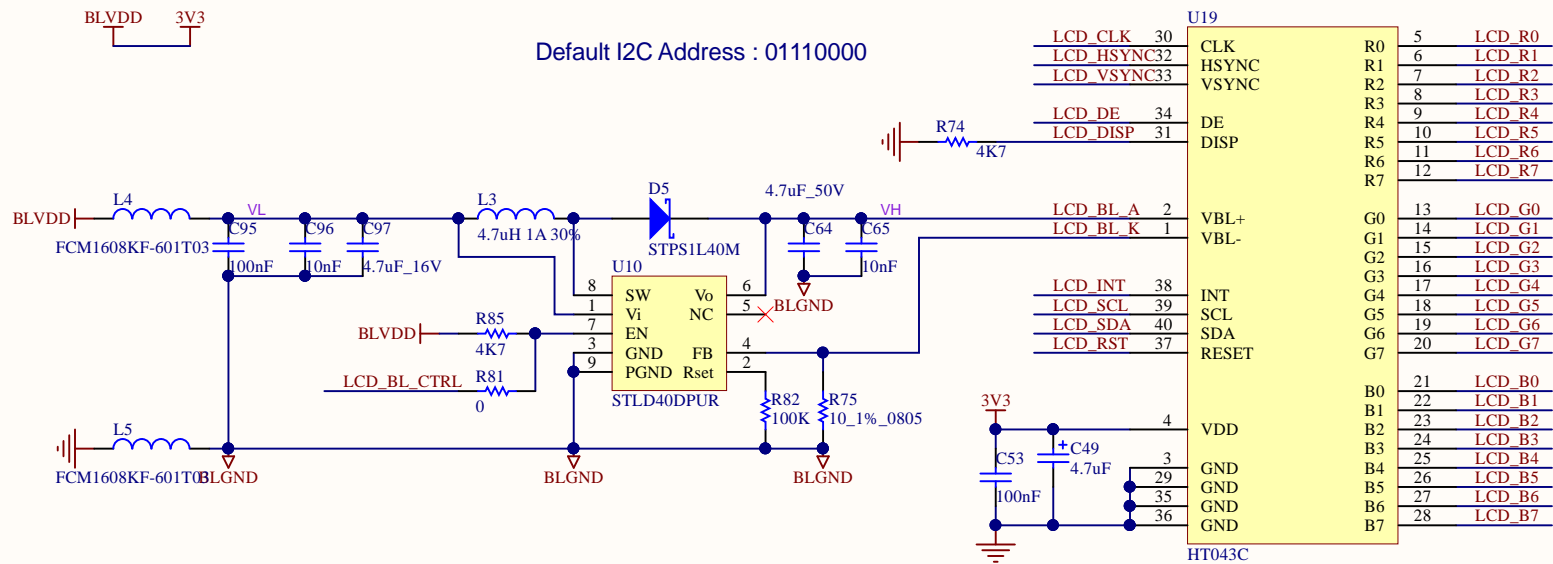 BLVDD 3V3
Default I2C Address : 01110000
L4
BLVDD
FCM1608KF-601T03
VL
C95
100nF
C96
10nF
C97
4.7uF_16V
L3
4.7uH 1A 30%
D5
STPS1L40M
4.7uF_50V
C64
C65
10nF
VH
BLGND
U10
8 SW Vo 6
1 Vi NC 5
7 EN
3 GND FB 4
9 PGND Rset 2
STLD40DPUR
BLVDD
R85
4K7
LCD_BL_CTRL
R81
0
R82
100K
R75
10_1%_0805
L5
FCM1608KF-601T03
BLGND
BLGND
BLGND
R74
4K7
U19
LCD_CLK 30 CLK
LCD_HSYNC 32 HSYNC
LCD_VSYNC 33 VSYNC
LCD_DE 34 DE
LCD_DISP 31 DISP
LCD_BL_A 2 VBL+
LCD_BL_K 1 VBL-
LCD_INT 38 INT
LCD_SCL 39 SCL
LCD_SDA 40 SDA
LCD_RST 37 RESET
3V3
4 VDD
C53
100nF
C49
+
4.7uF
3 GND
29 GND
35 GND
36 GND
R0 5 LCD_R0
R1 6 LCD_R1
R2 7 LCD_R2
R3 8 LCD_R3
R4 9 LCD_R4
R5 10 LCD_R5
R6 11 LCD_R6
R7 12 LCD_R7
G0 13 LCD_G0
G1 14 LCD_G1
G2 15 LCD_G2
G3 16 LCD_G3
G4 17 LCD_G4
G5 18 LCD_G5
G6 19 LCD_G6
G7 20 LCD_G7
B0 21 LCD_B0
B1 22 LCD_B1
B2 23 LCD_B2
B3 24 LCD_B3
B4 25 LCD_B4
B5 26 LCD_B5
B6 27 LCD_B6
B7 28 LCD_B7
HT043C